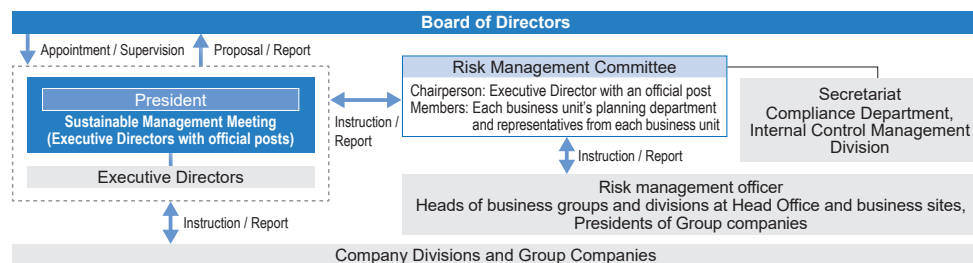 Board of Directors
Appointment / Supervision
Proposal / Report
President
Sustainable Management Meeting
(Executive Directors with official posts)
Executive Directors
Instruction /
Report
Risk Management Committee
Chairperson: Executive Director with an official post
Members: Each business unit's planning department
and representatives from each business unit
Secretariat
Compliance Department,
Internal Control Management
Division
Instruction / Report
Risk management officer
Heads of business groups and divisions at Head Office and business sites,
Presidents of Group companies
Instruction / Report
Company Divisions and Group Companies